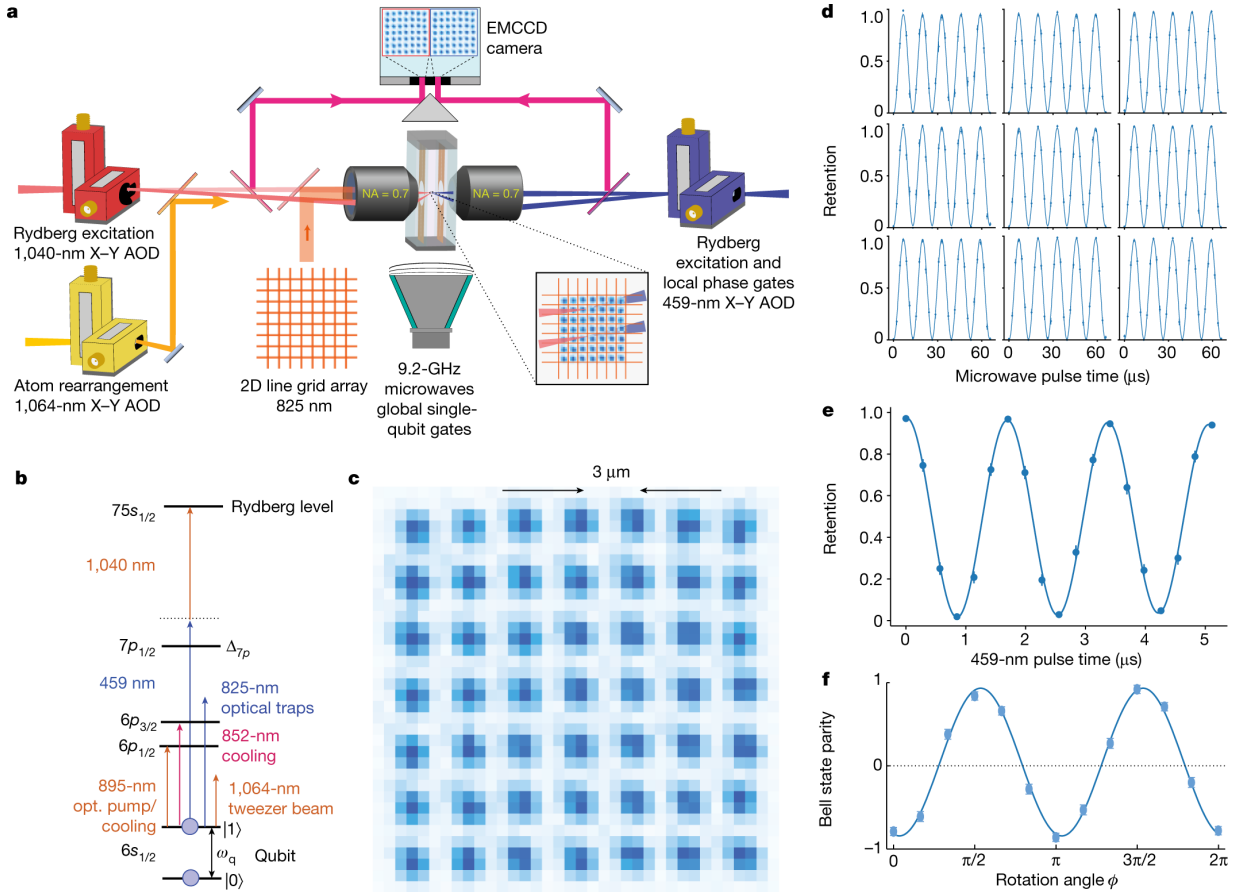 a
EMCCD
camera
NA = 0.7
NA = 0.7
Rydberg excitation
1,040-nm X–Y AOD
Atom rearrangement
1,064-nm X–Y AOD
2D line grid array
825 nm
9.2-GHz
microwaves
global single-
qubit gates
Rydberg
excitation and
local phase gates
459-nm X–Y AOD
b
75s1/2
Rydberg level
1,040 nm
7p1/2
Δ7p
459 nm
825-nm
optical traps
6p3/2
852-nm
cooling
6p1/2
895-nm
opt. pump/
cooling
1,064-nm
tweezer beam
|1⟩
6s1/2
ωq
Qubit
|0⟩
c
3 μm
d
1.0
0
1.0
0
1.0
0
Retention
0 30 60 0 30 60 0 30 60
Microwave pulse time (μs)
e
1.0
0.8
0.6
0.4
0.2
0
Retention
0 1 2 3 4 5
459-nm pulse time (μs)
f
1
0
−1
Bell state parity
0 π/2 π 3π/2 2π
Rotation angle ϕ